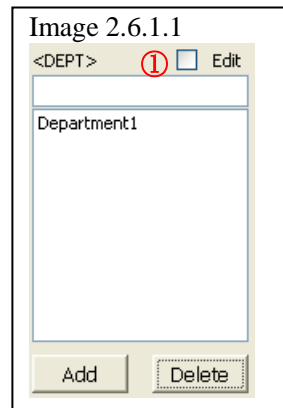 Image 2.6.1.1
<DEPT> ① Edit
Department1
Add Delete